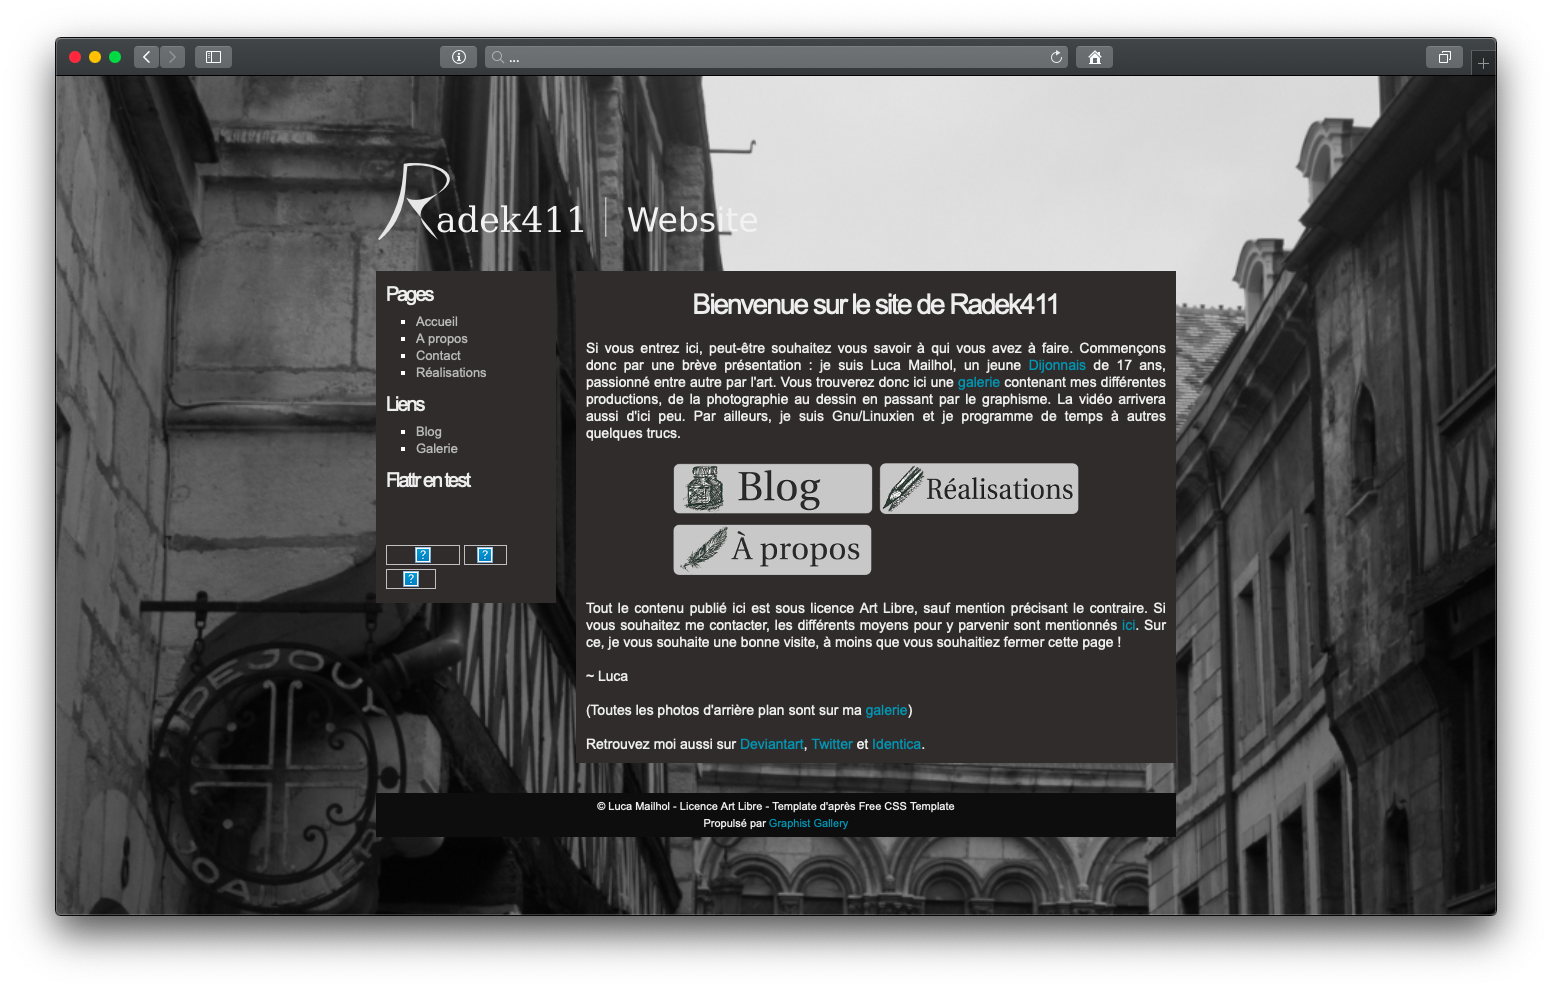 ...
Radek411 | Website
Pages
Accueil
A propos
Contact
Réalisations
Liens
Blog
Galerie
Flattr en test
Bienvenue sur le site de Radek411
Si vous entrez ici, peut-être souhaitez vous savoir à qui vous avez à faire. Commençons
donc par une brève présentation : je suis Luca Mailhol, un jeune Dijonnais de 17 ans,
passionné entre autre par l'art. Vous trouverez donc ici une galerie contenant mes différentes
productions, de la photographie au dessin en passant par le graphisme. La vidéo arrivera
aussi d'ici peu. Par ailleurs, je suis Gnu/Linuxien et je programme de temps à autres
quelques trucs.
Blog
Réalisations
À propos
Tout le contenu publié ici est sous licence Art Libre, sauf mention précisant le contraire. Si
vous souhaitez me contacter, les différents moyens pour y parvenir sont mentionnés ici. Sur
ce, je vous souhaite une bonne visite, à moins que vous souhaitiez fermer cette page !
~ Luca
(Toutes les photos d'arrière plan sont sur ma galerie)
Retrouvez moi aussi sur Deviantart, Twitter et Identica.
© Luca Mailhol - Licence Art Libre - Template d'après Free CSS Template
Propulsé par Graphist Gallery
DEJOUY